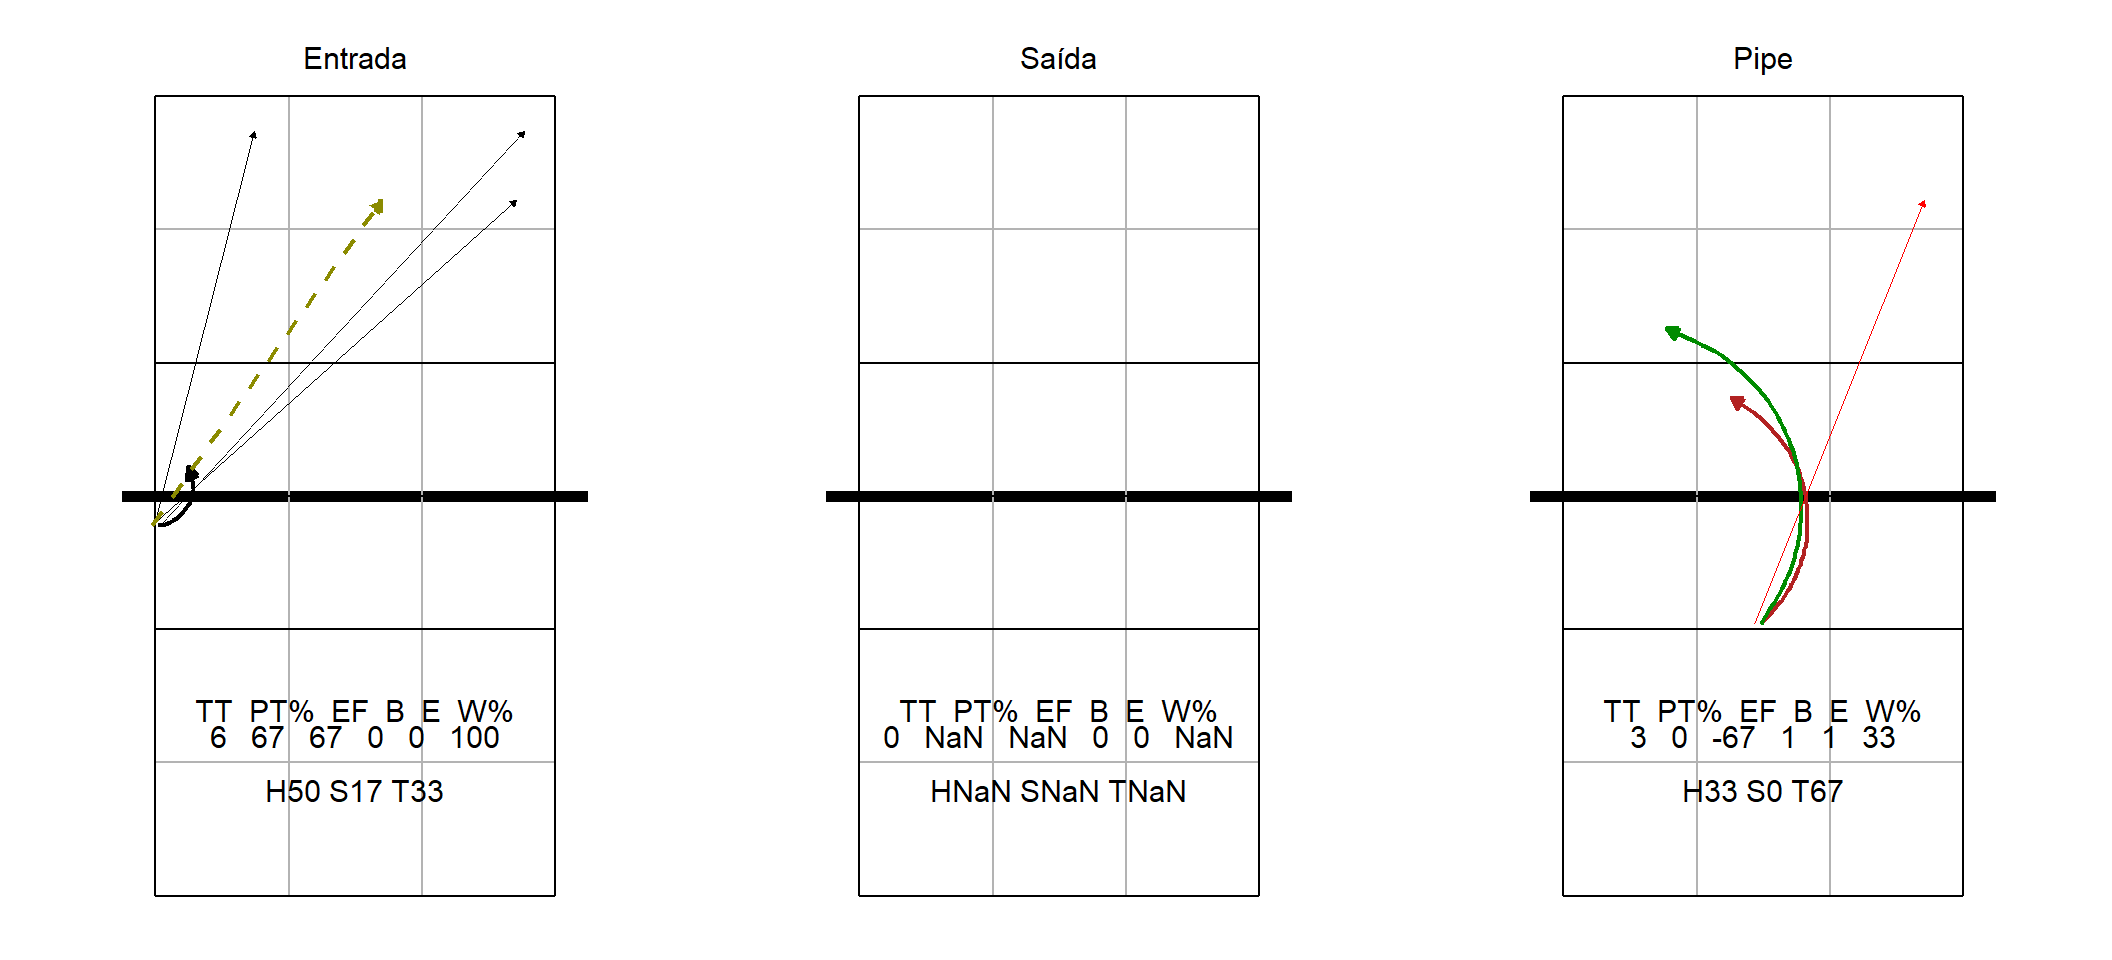 Entrada
TT PT% EF B E W%
6 67 67 0 0 100
H50 S17 T33
Saída
TT PT% EF B E W%
0 NaN NaN 0 0 NaN
HNaN SNaN TNaN
Pipe
TT PT% EF B E W%
3 0 -67 1 1 33
H33 S0 T67